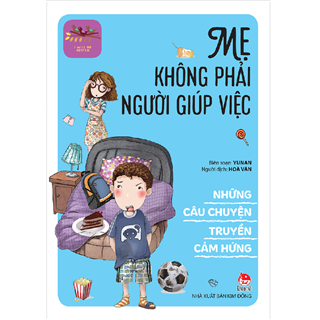 MẸ
KHÔNG PHẢI
NGƯỜI GIÚP VIỆC
Biên soạn: YUNAN
Người dịch: HOA VÂN
NHỮNG
CÂU CHUYỆN
TRUYỀN
CẢM HỨNG
NHÀ XUẤT BẢN KIM ĐỒNG